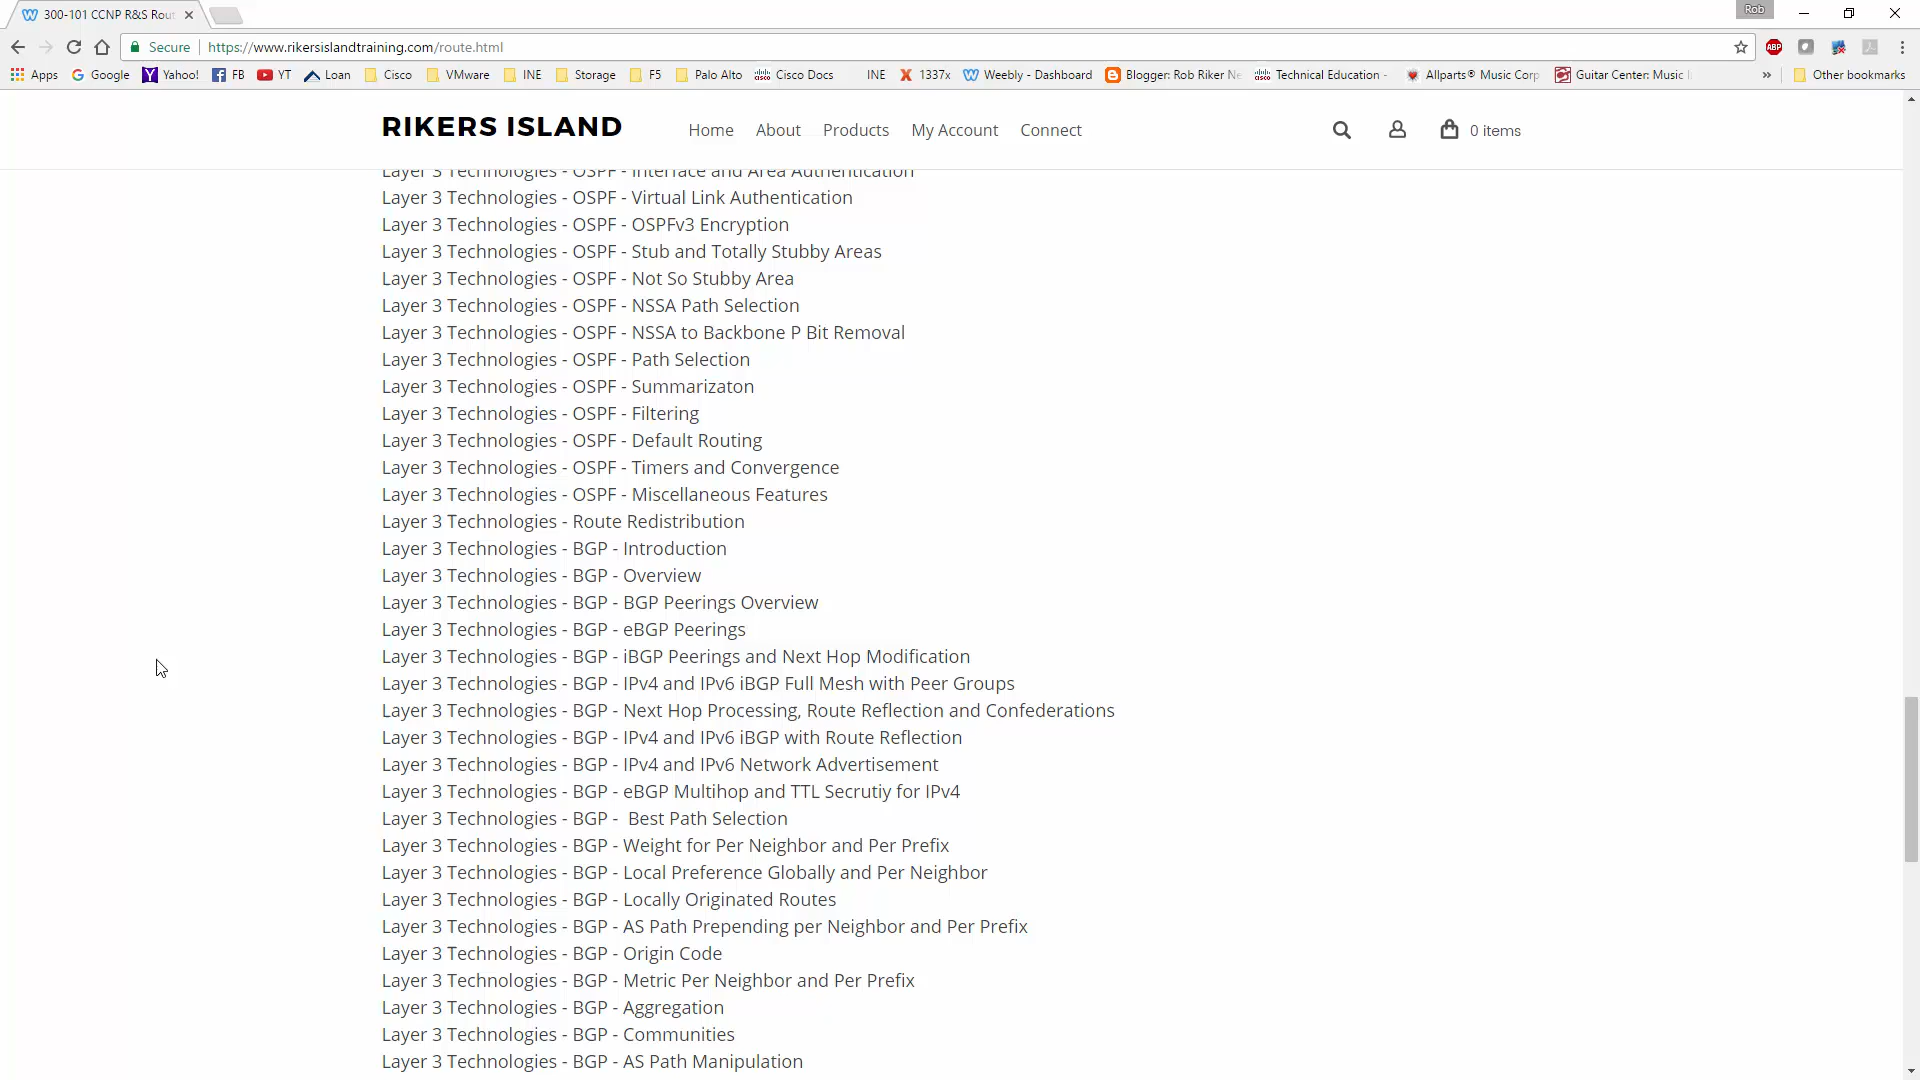 300-101 CCNP R&S Rou
Rob
Secure https://www.rikersislandtraining.com/route.html
Apps Google Yahoo! FB YT Loan Cisco VMware INE Storage F5 Palo Alto Cisco Docs INE 1337x Weebly - Dashboard Blogger: Rob Riker Ne Technical Education - Allparts® Music Corp Guitar Center: Music » Other bookmarks
RIKERS ISLAND Home About Products My Account Connect 0 items
Layer 3 Technologies - OSPF - Interface and Area Authentication
Layer 3 Technologies - OSPF - Virtual Link Authentication
Layer 3 Technologies - OSPF - OSPFv3 Encryption
Layer 3 Technologies - OSPF - Stub and Totally Stubby Areas
Layer 3 Technologies - OSPF - Not So Stubby Area
Layer 3 Technologies - OSPF - NSSA Path Selection
Layer 3 Technologies - OSPF - NSSA to Backbone P Bit Removal
Layer 3 Technologies - OSPF - Path Selection
Layer 3 Technologies - OSPF - Summarizaton
Layer 3 Technologies - OSPF - Filtering
Layer 3 Technologies - OSPF - Default Routing
Layer 3 Technologies - OSPF - Timers and Convergence
Layer 3 Technologies - OSPF - Miscellaneous Features
Layer 3 Technologies - Route Redistribution
Layer 3 Technologies - BGP - Introduction
Layer 3 Technologies - BGP - Overview
Layer 3 Technologies - BGP - BGP Peerings Overview
Layer 3 Technologies - BGP - eBGP Peerings
Layer 3 Technologies - BGP - iBGP Peerings and Next Hop Modification
Layer 3 Technologies - BGP - IPv4 and IPv6 iBGP Full Mesh with Peer Groups
Layer 3 Technologies - BGP - Next Hop Processing, Route Reflection and Confederations
Layer 3 Technologies - BGP - IPv4 and IPv6 iBGP with Route Reflection
Layer 3 Technologies - BGP - IPv4 and IPv6 Network Advertisement
Layer 3 Technologies - BGP - eBGP Multihop and TTL Secrutiy for IPv4
Layer 3 Technologies - BGP -  Best Path Selection
Layer 3 Technologies - BGP - Weight for Per Neighbor and Per Prefix
Layer 3 Technologies - BGP - Local Preference Globally and Per Neighbor
Layer 3 Technologies - BGP - Locally Originated Routes
Layer 3 Technologies - BGP - AS Path Prepending per Neighbor and Per Prefix
Layer 3 Technologies - BGP - Origin Code
Layer 3 Technologies - BGP - Metric Per Neighbor and Per Prefix
Layer 3 Technologies - BGP - Aggregation
Layer 3 Technologies - BGP - Communities
Layer 3 Technologies - BGP - AS Path Manipulation